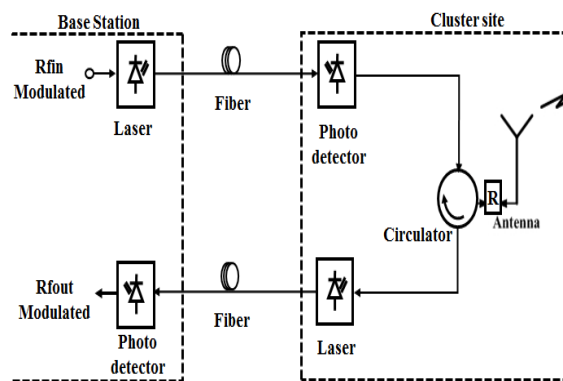 Base Station
Cluster site
Rfin
Modulated
Laser
Fiber
Photo
detector
Circulator
R
Antenna
Rfout
Modulated
Photo
detector
Fiber
Laser